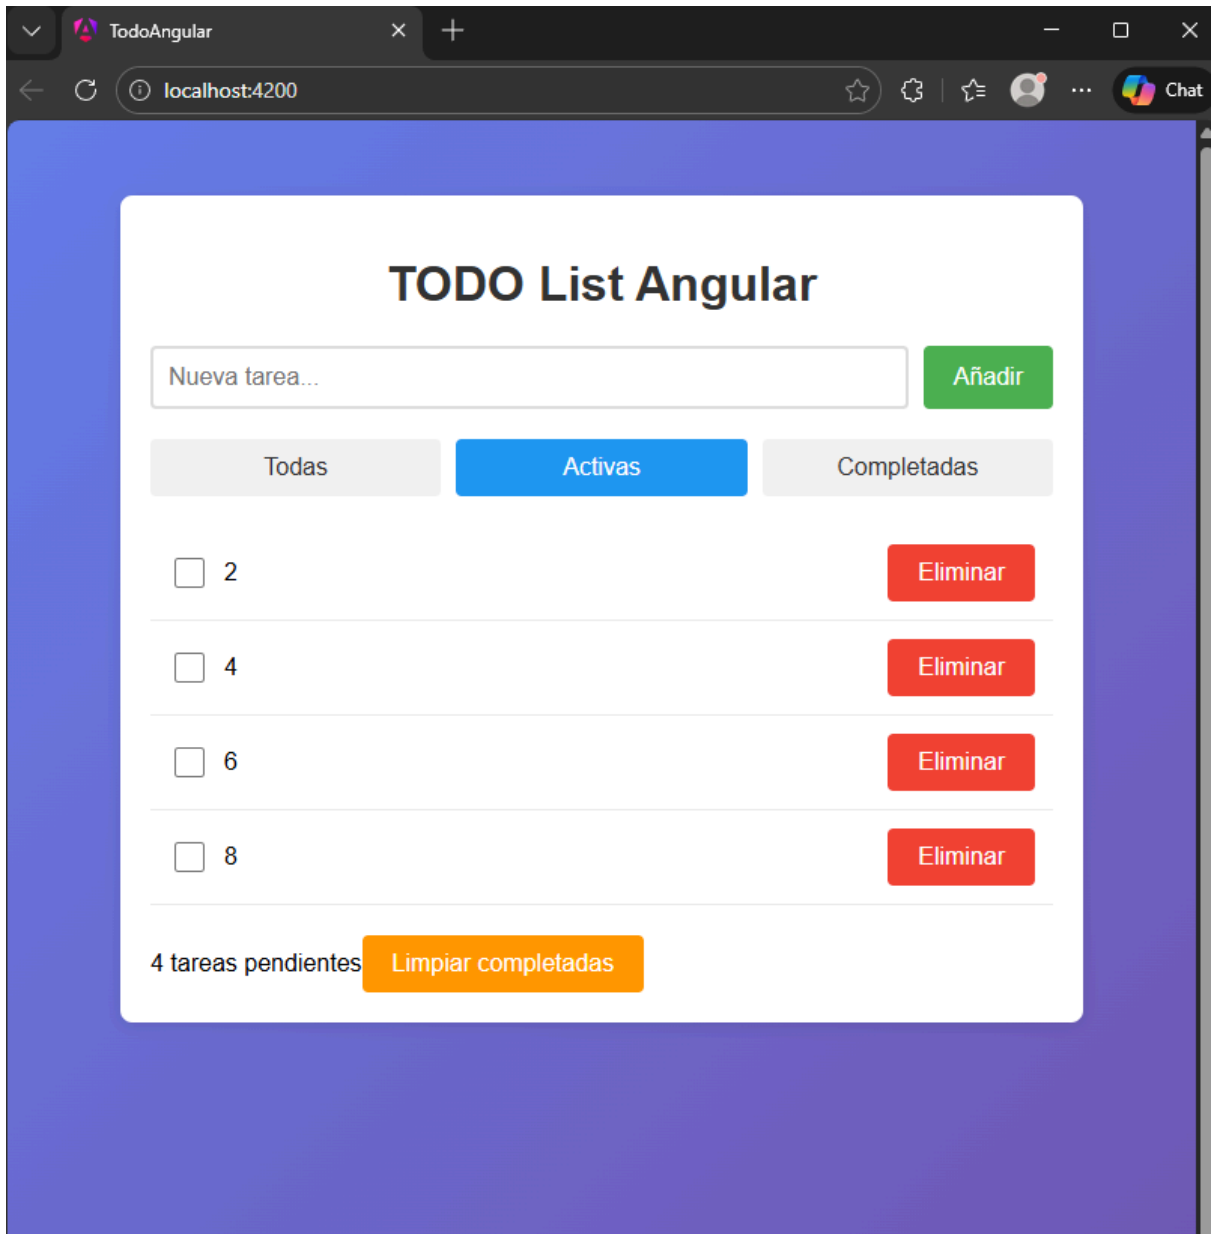 TodoAngular
localhost:4200
Chat
TODO List Angular
Nueva tarea...
Añadir
Todas
Activas
Completadas
2
Eliminar
4
Eliminar
6
Eliminar
8
Eliminar
4 tareas pendientes
Limpiar completadas